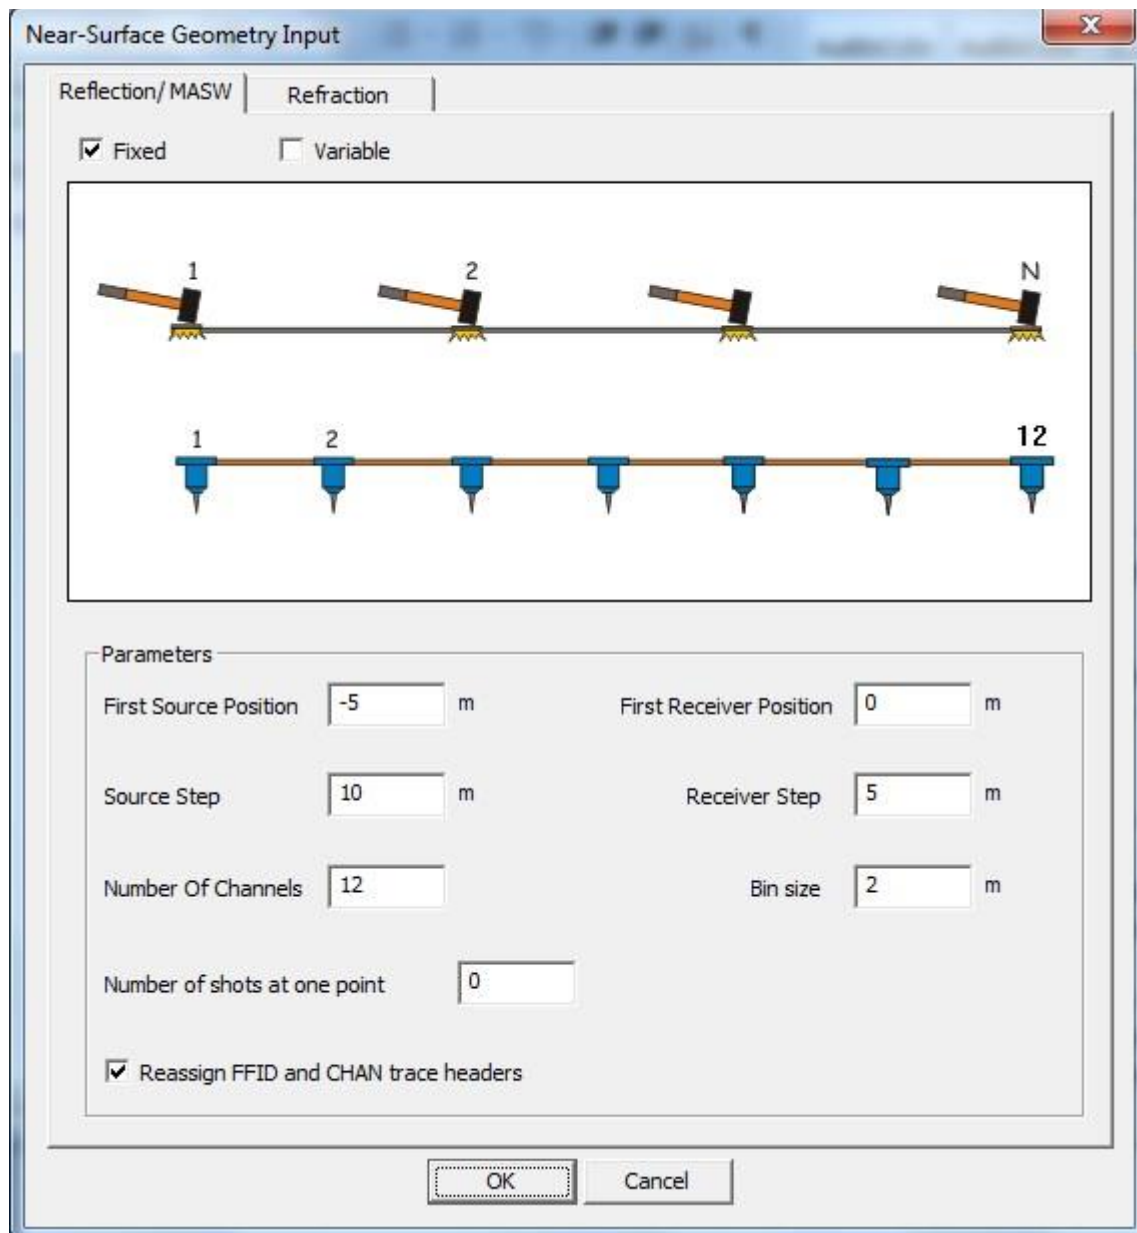 Near-Surface Geometry Input
Reflection/ MASW Refraction
Fixed Variable
1 2 N
1 2 12
Parameters
First Source Position -5 m First Receiver Position 0 m
Source Step 10 m Receiver Step 5 m
Number Of Channels 12 Bin size 2 m
Number of shots at one point 0
Reassign FFID and CHAN trace headers
OK Cancel